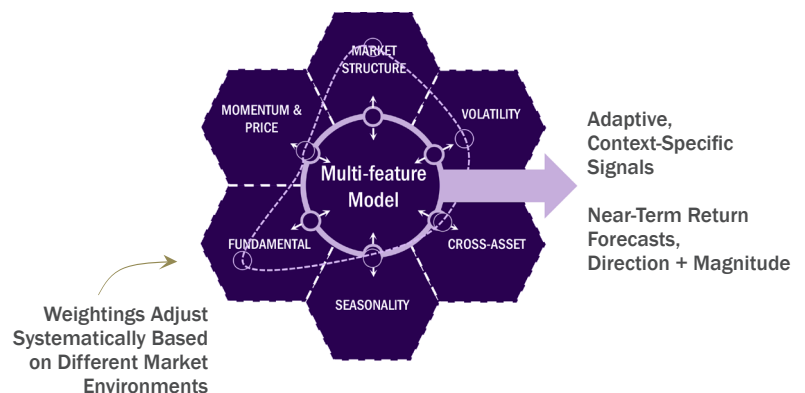 MARKET
STRUCTURE
MOMENTUM &
PRICE
VOLATILITY
Multi-feature
Model
FUNDAMENTAL
CROSS-ASSET
SEASONALITY
Adaptive,
Context-Specific
Signals
Near-Term Return
Forecasts,
Direction + Magnitude
Weightings Adjust
Systematically Based
on Different Market
Environments